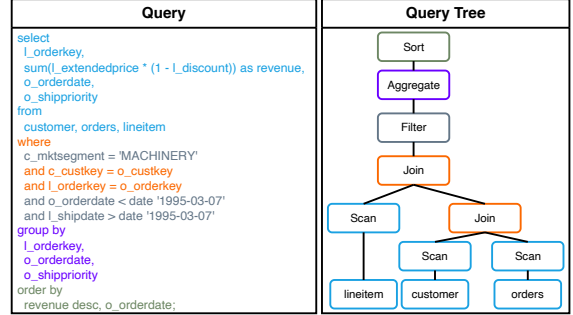 Query
select
l_orderkey,
sum(l_extendedprice * (1 - l_discount)) as revenue,
o_orderdate,
o_shippriority
from
customer, orders, lineitem
where
c_mktsegment = 'MACHINERY'
and c_custkey = o_custkey
and l_orderkey = o_orderkey
and o_orderdate < date '1995-03-07'
and l_shipdate > date '1995-03-07'
group by
l_orderkey,
o_orderdate,
o_shippriority
order by
revenue desc, o_orderdate;
Query Tree
Sort
Aggregate
Filter
Join
Scan
Join
Scan
Scan
lineitem
customer
orders